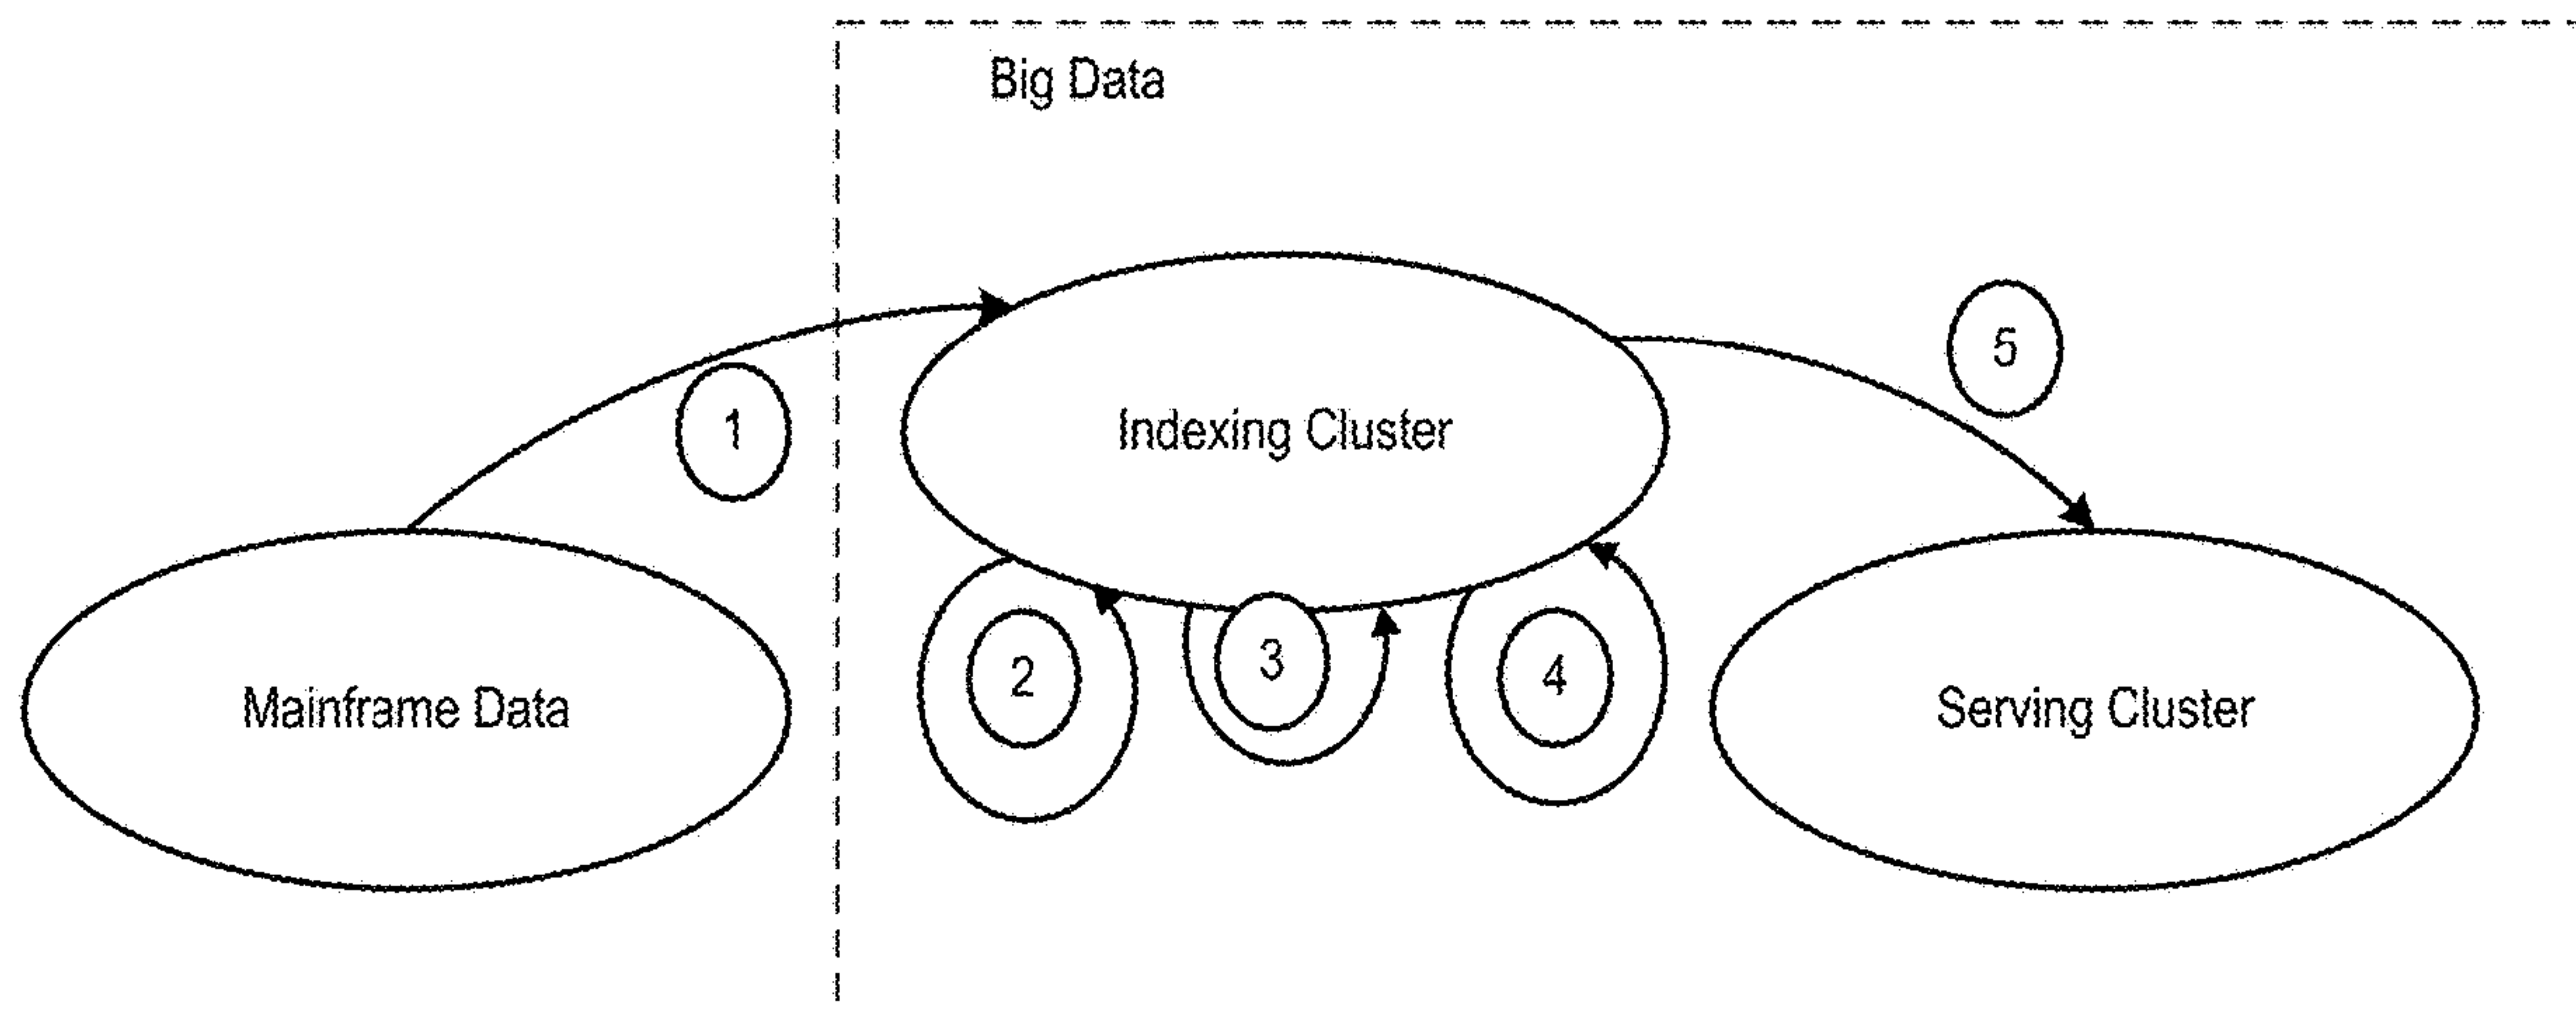 Big Data
1
Indexing Cluster
5
Mainframe Data
2
3
4
Serving Cluster